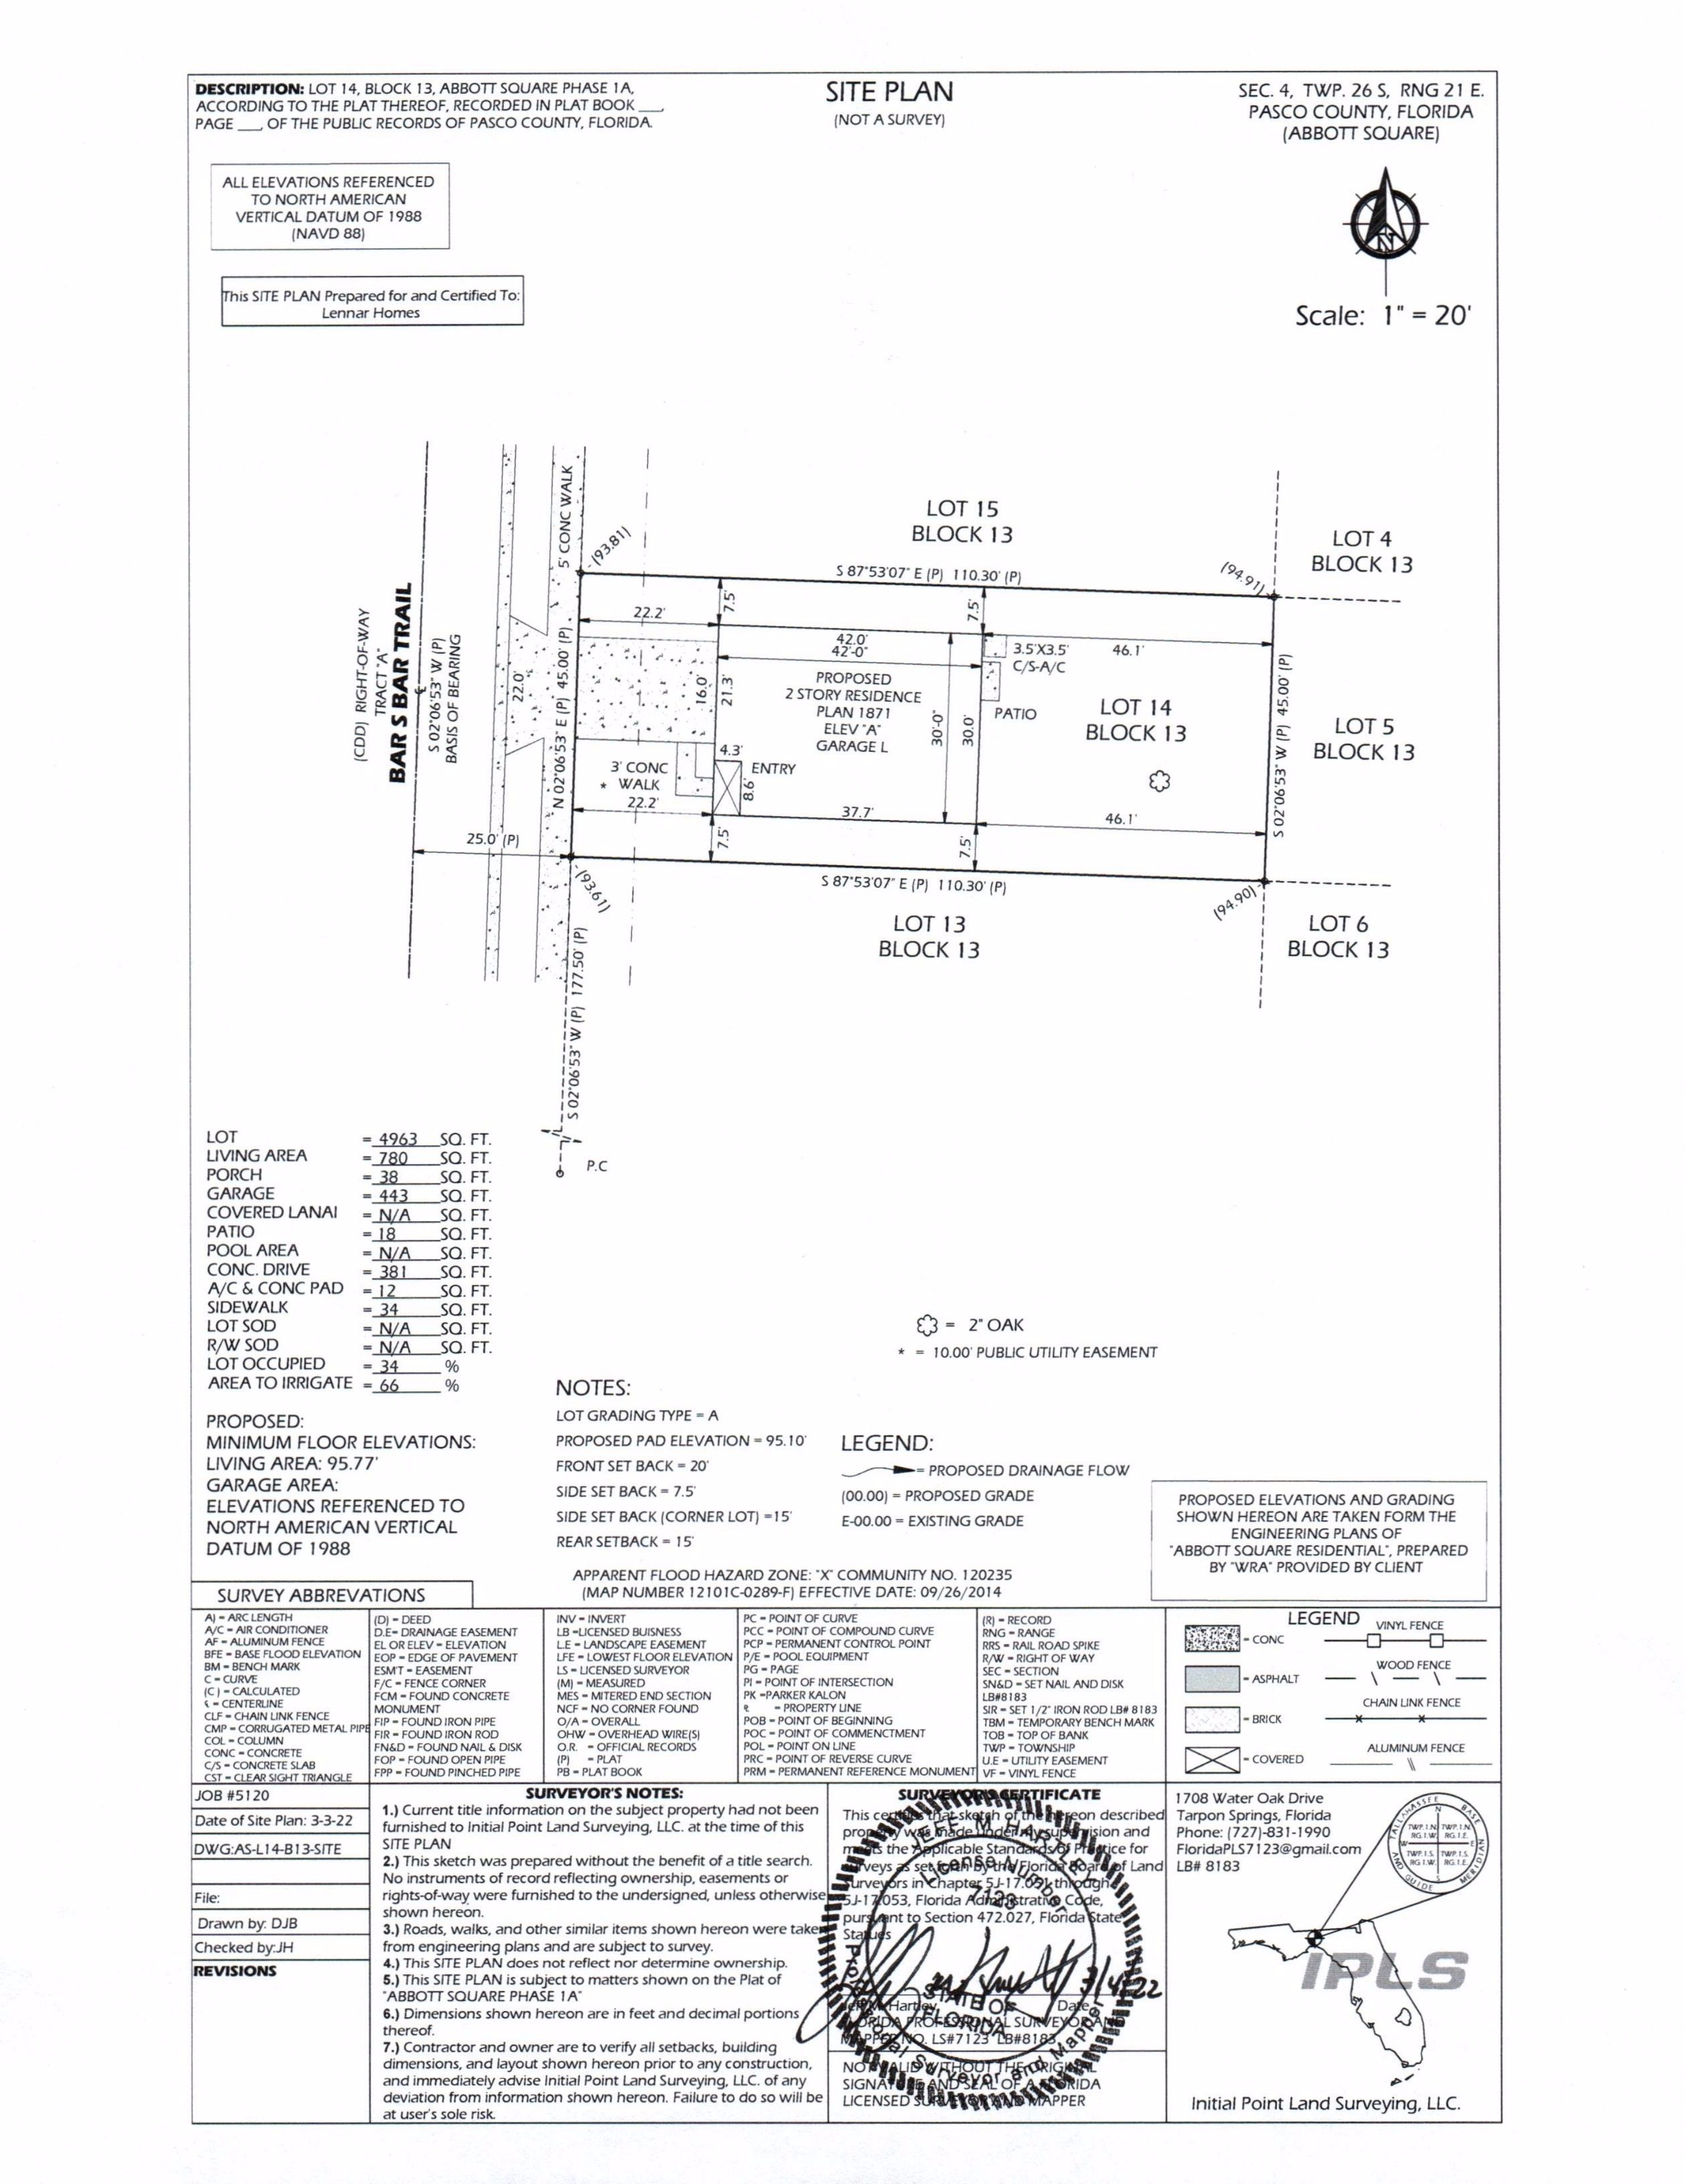 DESCRIPTION: LOT 14, BLOCK 13, ABBOTT SQUARE PHASE 1A,
ACCORDING TO THE PLAT THEREOF, RECORDED IN PLAT BOOK ___,
PAGE ___, OF THE PUBLIC RECORDS OF PASCO COUNTY, FLORIDA.
SITE PLAN
(NOT A SURVEY)
SEC. 4, TWP. 26 S, RNG 21 E.
PASCO COUNTY, FLORIDA
(ABBOTT SQUARE)
ALL ELEVATIONS REFERENCED
TO NORTH AMERICAN
VERTICAL DATUM OF 1988
(NAVD 88)
This SITE PLAN Prepared for and Certified To:
Lennar Homes
N
Scale: 1" = 20'
(CDD) RIGHT-OF-WAY
TRACT "A"
BAR S BAR TRAIL
S 02°06'53" W (P)
BASIS OF BEARING
5' CONC WALK
22.0'
N 02°06'53" E (P) 45.00' (P)
25.0' (P)
LOT 15
BLOCK 13
LOT 4
BLOCK 13
(93.81)
S 87°53'07" E (P) 110.30' (P)
(94.91)
22.2'
7.5'
7.5'
42.0'
42'-0"
3.5'X3.5'
C/S-A/C
46.1'
16.0'
21.3'
PROPOSED
2 STORY RESIDENCE
PLAN 1871
ELEV "A"
GARAGE L
30'-0"
30.0'
PATIO
LOT 14
BLOCK 13
S 02°06'53" W (P) 45.00' (P)
LOT 5
BLOCK 13
4.3'
3' CONC
* WALK
ENTRY
8.6'
22.2'
37.7'
46.1'
7.5'
7.5'
(93.61)
S 87°53'07" E (P) 110.30' (P)
(94.90)
LOT 13
BLOCK 13
LOT 6
BLOCK 13
S 02°06'53" W (P) 177.50' (P)
P.C
LOT = 4963 SQ. FT.
LIVING AREA = 780 SQ. FT.
PORCH = 38 SQ. FT.
GARAGE = 443 SQ. FT.
COVERED LANAI = N/A SQ. FT.
PATIO = 18 SQ. FT.
POOL AREA = N/A SQ. FT.
CONC. DRIVE = 381 SQ. FT.
A/C & CONC PAD = 12 SQ. FT.
SIDEWALK = 34 SQ. FT.
LOT SOD = N/A SQ. FT.
R/W SOD = N/A SQ. FT.
LOT OCCUPIED = 34 %
AREA TO IRRIGATE = 66 %
= 2" OAK
* = 10.00' PUBLIC UTILITY EASEMENT
PROPOSED:
MINIMUM FLOOR ELEVATIONS:
LIVING AREA: 95.77'
GARAGE AREA:
ELEVATIONS REFERENCED TO
NORTH AMERICAN VERTICAL
DATUM OF 1988
NOTES:
LOT GRADING TYPE = A
PROPOSED PAD ELEVATION = 95.10'
FRONT SET BACK = 20'
SIDE SET BACK = 7.5'
SIDE SET BACK (CORNER LOT) =15'
REAR SETBACK = 15'
LEGEND:
= PROPOSED DRAINAGE FLOW
(00.00) = PROPOSED GRADE
E-00.00 = EXISTING GRADE
PROPOSED ELEVATIONS AND GRADING
SHOWN HEREON ARE TAKEN FORM THE
ENGINEERING PLANS OF
"ABBOTT SQUARE RESIDENTIAL", PREPARED
BY "WRA" PROVIDED BY CLIENT
APPARENT FLOOD HAZARD ZONE: "X" COMMUNITY NO. 120235
(MAP NUMBER 12101C-0289-F) EFFECTIVE DATE: 09/26/2014
SURVEY ABBREVATIONS
A) = ARC LENGTH
A/C = AIR CONDITIONER
AF = ALUMINUM FENCE
BFE = BASE FLOOD ELEVATION
BM = BENCH MARK
C = CURVE
(C ) = CALCULATED
℄ = CENTERLINE
CLF = CHAIN LINK FENCE
CMP = CORRUGATED METAL PIPE
COL = COLUMN
CONC = CONCRETE
C/S = CONCRETE SLAB
CST = CLEAR SIGHT TRIANGLE
(D) = DEED
D.E= DRAINAGE EASEMENT
EL OR ELEV = ELEVATION
EOP = EDGE OF PAVEMENT
ESM'T = EASEMENT
F/C = FENCE CORNER
FCM = FOUND CONCRETE
MONUMENT
FIP = FOUND IRON PIPE
FIR = FOUND IRON ROD
FN&D = FOUND NAIL & DISK
FOP = FOUND OPEN PIPE
FPP = FOUND PINCHED PIPE
INV = INVERT
LB =LICENSED BUISNESS
L.E = LANDSCAPE EASEMENT
LFE = LOWEST FLOOR ELEVATION
LS = LICENSED SURVEYOR
(M) = MEASURED
MES = MITERED END SECTION
NCF = NO CORNER FOUND
O/A = OVERALL
OHW = OVERHEAD WIRE(S)
O.R. = OFFICIAL RECORDS
(P) = PLAT
PB = PLAT BOOK
PC = POINT OF CURVE
PCC = POINT OF COMPOUND CURVE
PCP = PERMANENT CONTROL POINT
P/E = POOL EQUIPMENT
PG = PAGE
PI = POINT OF INTERSECTION
PK =PARKER KALON
= PROPERTY LINE
POB = POINT OF BEGINNING
POC = POINT OF COMMENCTMENT
POL = POINT ON LINE
PRC = POINT OF REVERSE CURVE
PRM = PERMANENT REFERENCE MONUMENT
(R) = RECORD
RNG = RANGE
RRS = RAIL ROAD SPIKE
R/W = RIGHT OF WAY
SEC = SECTION
SN&D = SET NAIL AND DISK
LB#8183
SIR = SET 1/2" IRON ROD LB# 8183
TBM = TEMPORARY BENCH MARK
TOB = TOP OF BANK
TWP = TOWNSHIP
U.E = UTILITY EASEMENT
VF = VINYL FENCE
LEGEND
= CONC
= ASPHALT
= BRICK
= COVERED
VINYL FENCE
WOOD FENCE
CHAIN LINK FENCE
ALUMINUM FENCE
JOB #5120
Date of Site Plan: 3-3-22
DWG:AS-L14-B13-SITE
File:
Drawn by: DJB
Checked by:JH
REVISIONS
SURVEYOR'S NOTES:
1.) Current title information on the subject property had not been
furnished to Initial Point Land Surveying, LLC. at the time of this
SITE PLAN
2.) This sketch was prepared without the benefit of a title search.
No instruments of record reflecting ownership, easements or
rights-of-way were furnished to the undersigned, unless otherwise
shown hereon.
3.) Roads, walks, and other similar items shown hereon were taken
from engineering plans and are subject to survey.
4.) This SITE PLAN does not reflect nor determine ownership.
5.) This SITE PLAN is subject to matters shown on the Plat of
"ABBOTT SQUARE PHASE 1A"
6.) Dimensions shown hereon are in feet and decimal portions
thereof.
7.) Contractor and owner are to verify all setbacks, building
dimensions, and layout shown hereon prior to any construction,
and immediately advise Initial Point Land Surveying, LLC. of any
deviation from information shown hereon. Failure to do so will be
at user's sole risk.
SURVEYOR'S CERTIFICATE
This certifies that sketch of the hereon described
property was made under my supervision and
meets the Applicable Standards of Practice for
surveys as set forth by the Florida Board of Land
Surveyors in Chapter 5J-17.051 through
5J-17.053, Florida Administrative Code,
pursuant to Section 472.027, Florida State
Statues
3/4/22
Date
FLORIDA PROFESSIONAL SURVEYOR AND
MAPPER NO. LS#7123 LB#8183
NOT VALID WITHOUT THE ORIGINAL
SIGNATURE AND SEAL OF A FLORIDA
LICENSED SURVEYOR AND MAPPER
License Number
7123
STATE OF
FLORIDA
Professional Surveyor and Mapper
1708 Water Oak Drive
Tarpon Springs, Florida
Phone: (727)-831-1990
FloridaPLS7123@gmail.com
LB# 8183
TALLAHASSEE BASE
AND GUIDE MERIDIAN
TWP.1.N. TWP.1.N.
RG.1.W. RG.1.E.
TWP.1.S. TWP.1.S.
RG.1.W. RG.1.E.
IPLS
Initial Point Land Surveying, LLC.